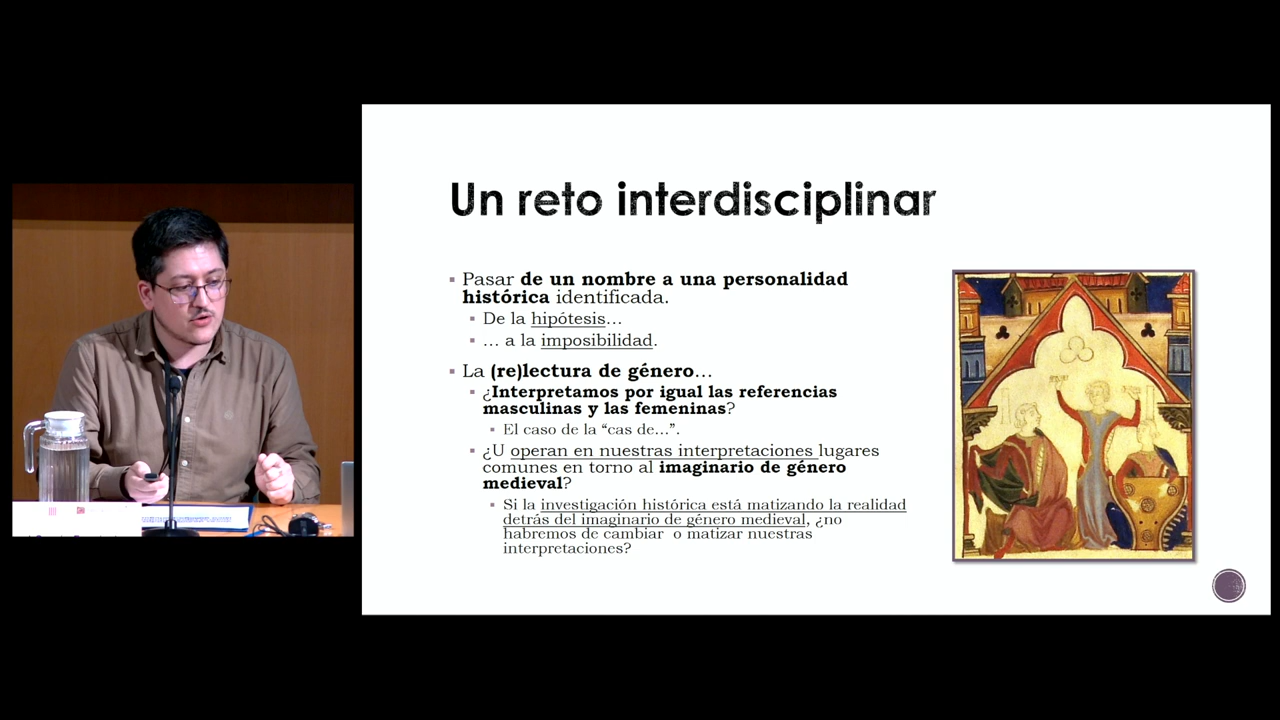 Un reto interdisciplinar
Pasar de un nombre a una personalidad
histórica identificada.
De la hipótesis…
… a la imposibilidad.
La (re)lectura de género…
¿Interpretamos por igual las referencias
masculinas y las femeninas?
El caso de la “cas de…”.
¿U operan en nuestras interpretaciones lugares
comunes en torno al imaginario de género
medieval?
Si la investigación histórica está matizando la realidad
detrás del imaginario de género medieval, ¿no
habremos de cambiar o matizar nuestras
interpretaciones?